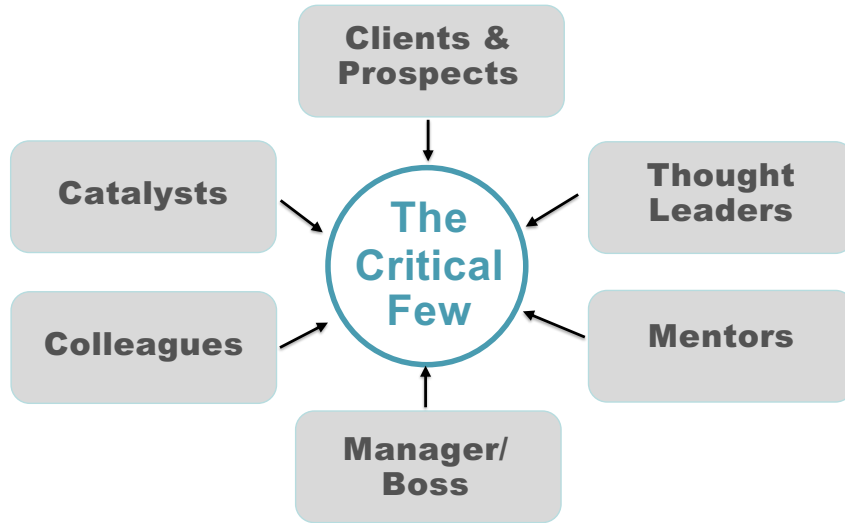 Clients &
Prospects
Catalysts
Thought
Leaders
The
Critical
Few
Colleagues
Mentors
Manager/
Boss